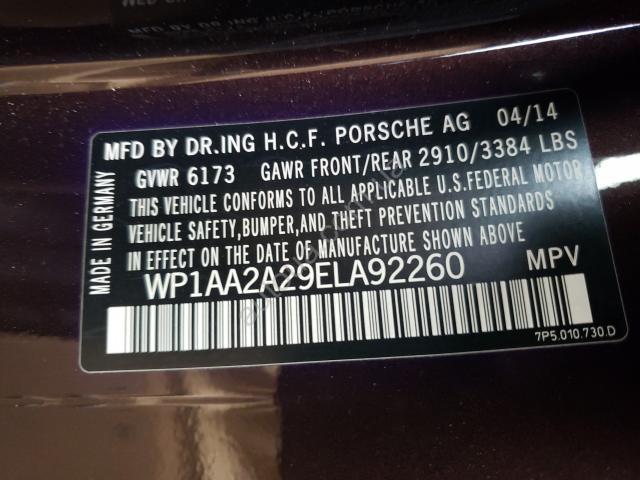 MFD BY DR.ING H.C.F. PORSCHE AG 04/14
GVWR 6173 GAWR FRONT/REAR 2910/3384 LBS
THIS VEHICLE CONFORMS TO ALL APPLICABLE U.S.FEDERAL MOTOR
VEHICLE SAFETY,BUMPER,AND THEFT PREVENTION STANDARDS
IN EFFECT ON THE DATE OF MANUFACTURE SHOWN ABOVE
WP1AA2A29ELA92260 MPV
7P5.010.730.D
MADE IN GERMANY